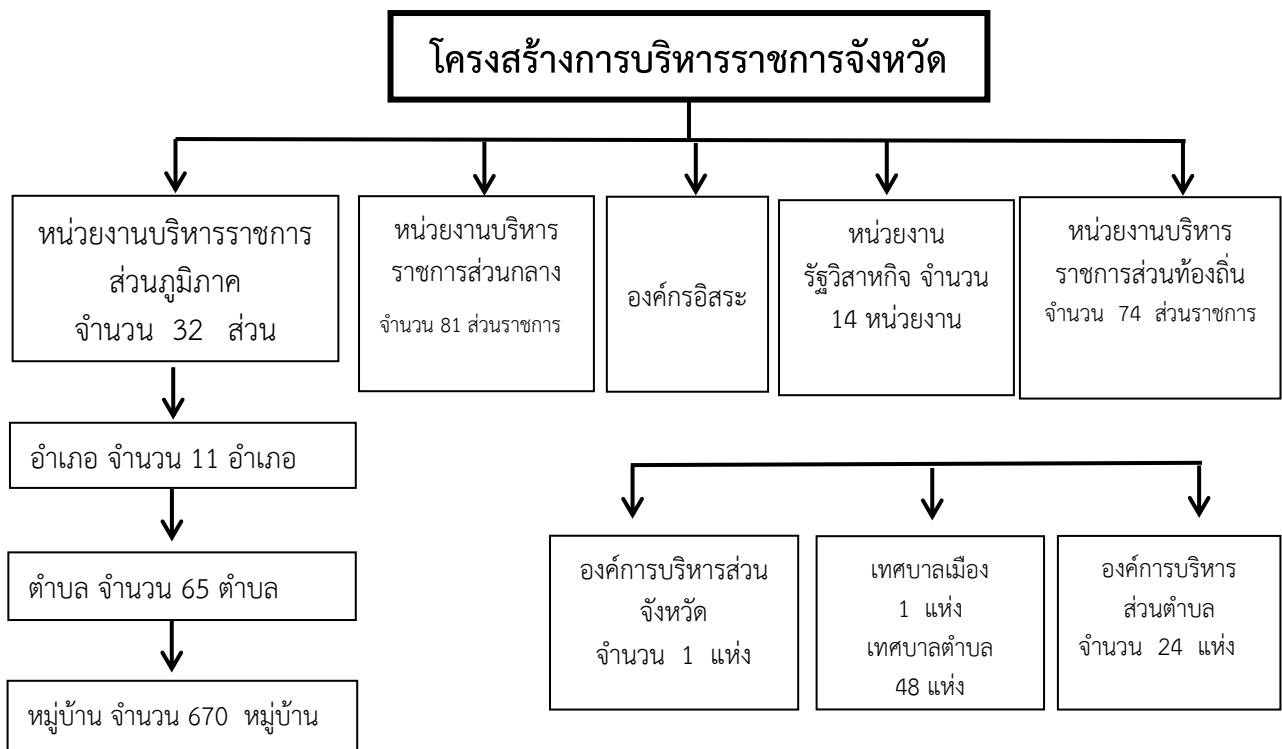 โครงสร้างการบริหารราชการจังหวัด
หน่วยงานบริหารราชการ
ส่วนภูมิภาค
จำนวน 32 ส่วน
หน่วยงานบริหาร
ราชการส่วนกลาง
จำนวน 81 ส่วนราชการ
องค์กรอิสระ
หน่วยงาน
รัฐวิสาหกิจ จำนวน
14 หน่วยงาน
หน่วยงานบริหาร
ราชการส่วนท้องถิ่น
จำนวน 74 ส่วนราชการ
อำเภอ จำนวน 11 อำเภอ
ตำบล จำนวน 65 ตำบล
หมู่บ้าน จำนวน 670 หมู่บ้าน
องค์การบริหารส่วน
จังหวัด
จำนวน 1 แห่ง
เทศบาลเมือง
1 แห่ง
เทศบาลตำบล
48 แห่ง
องค์การบริหาร
ส่วนตำบล
จำนวน 24 แห่ง